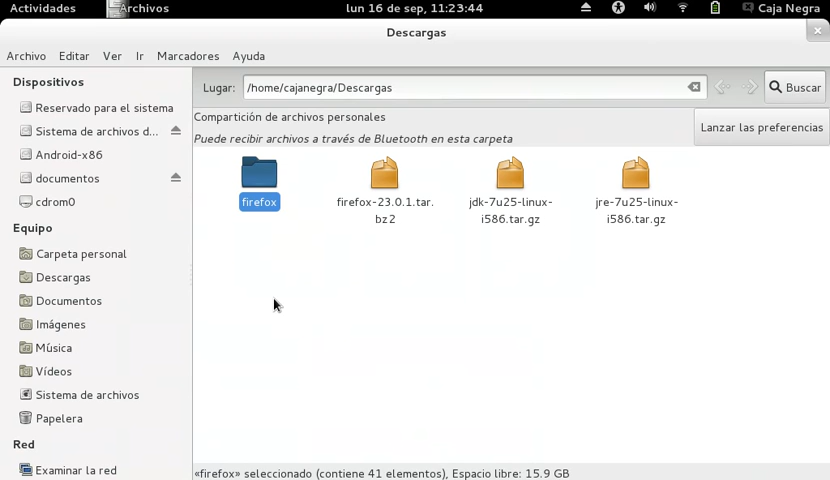 Actividades Archivos lun 16 de sep, 11:23:44 Caja Negra
Descargas
Archivo Editar Ver Ir Marcadores Ayuda
Dispositivos
Reservado para el sistema
Sistema de archivos d...
Android-x86
documentos
cdrom0
Equipo
Carpeta personal
Descargas
Documentos
Imágenes
Música
Vídeos
Sistema de archivos
Papelera
Red
Examinar la red
Lugar: /home/cajanegra/Descargas Buscar
Compartición de archivos personales
Puede recibir archivos a través de Bluetooth en esta carpeta
Lanzar las preferencias
firefox
firefox-23.0.1.tar.
bz2
jdk-7u25-linux-
i586.tar.gz
jre-7u25-linux-
i586.tar.gz
«firefox» seleccionado (contiene 41 elementos), Espacio libre: 15.9 GB